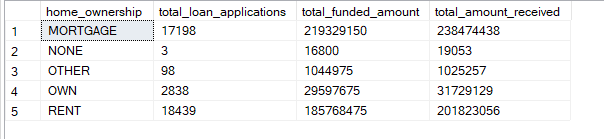 home_ownership total_loan_applications total_funded_amount total_amount_received
1 MORTGAGE 17198 219329150 238474438
2 NONE 3 16800 19053
3 OTHER 98 1044975 1025257
4 OWN 2838 29597675 31729129
5 RENT 18439 185768475 201823056